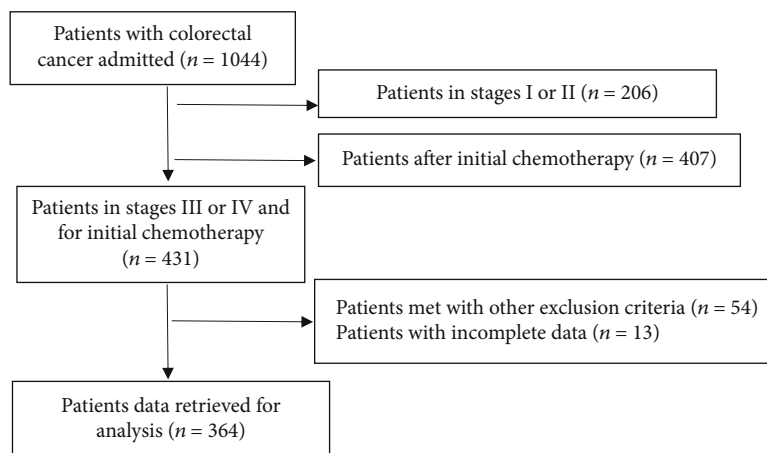 Patients with colorectal
cancer admitted (n = 1044)
Patients in stages I or II (n = 206)
Patients after initial chemotherapy (n = 407)
Patients in stages III or IV and
for initial chemotherapy
(n = 431)
Patients met with other exclusion criteria (n = 54)
Patients with incomplete data (n = 13)
Patients data retrieved for
analysis (n = 364)